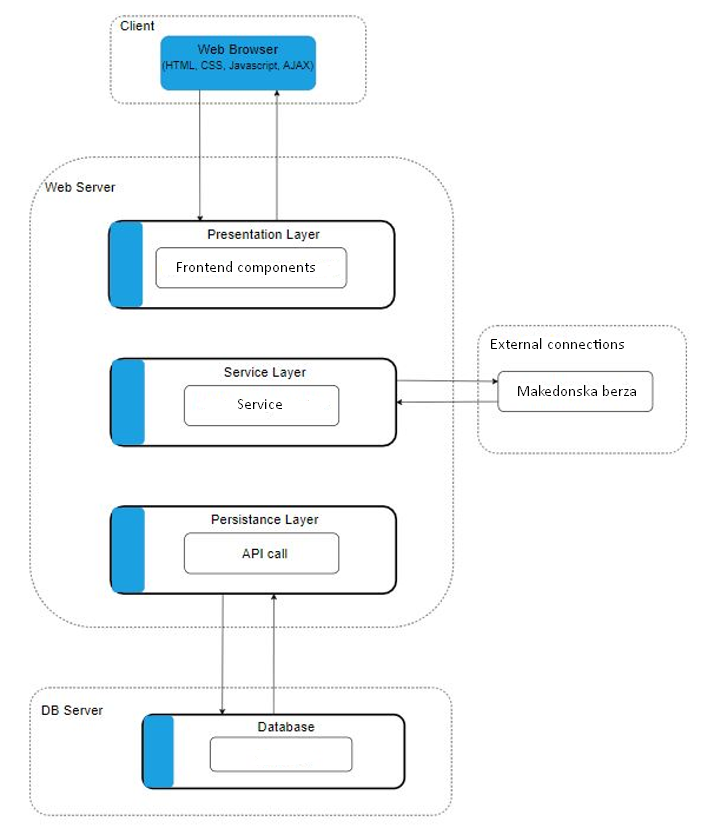 Client
Web Browser
(HTML, CSS, Javascript, AJAX)
Web Server
Presentation Layer
Frontend components
Service Layer
Service
External connections
Makedonska berza
Persistance Layer
API call
DB Server
Database